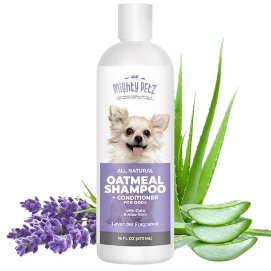 Mighty Petz
ALL NATURAL
OATMEAL
SHAMPOO
+ CONDITIONER
FOR DOGS
with Oats
& Aloe Vera
Lavender Fragrance
16 FL OZ (473 ML)